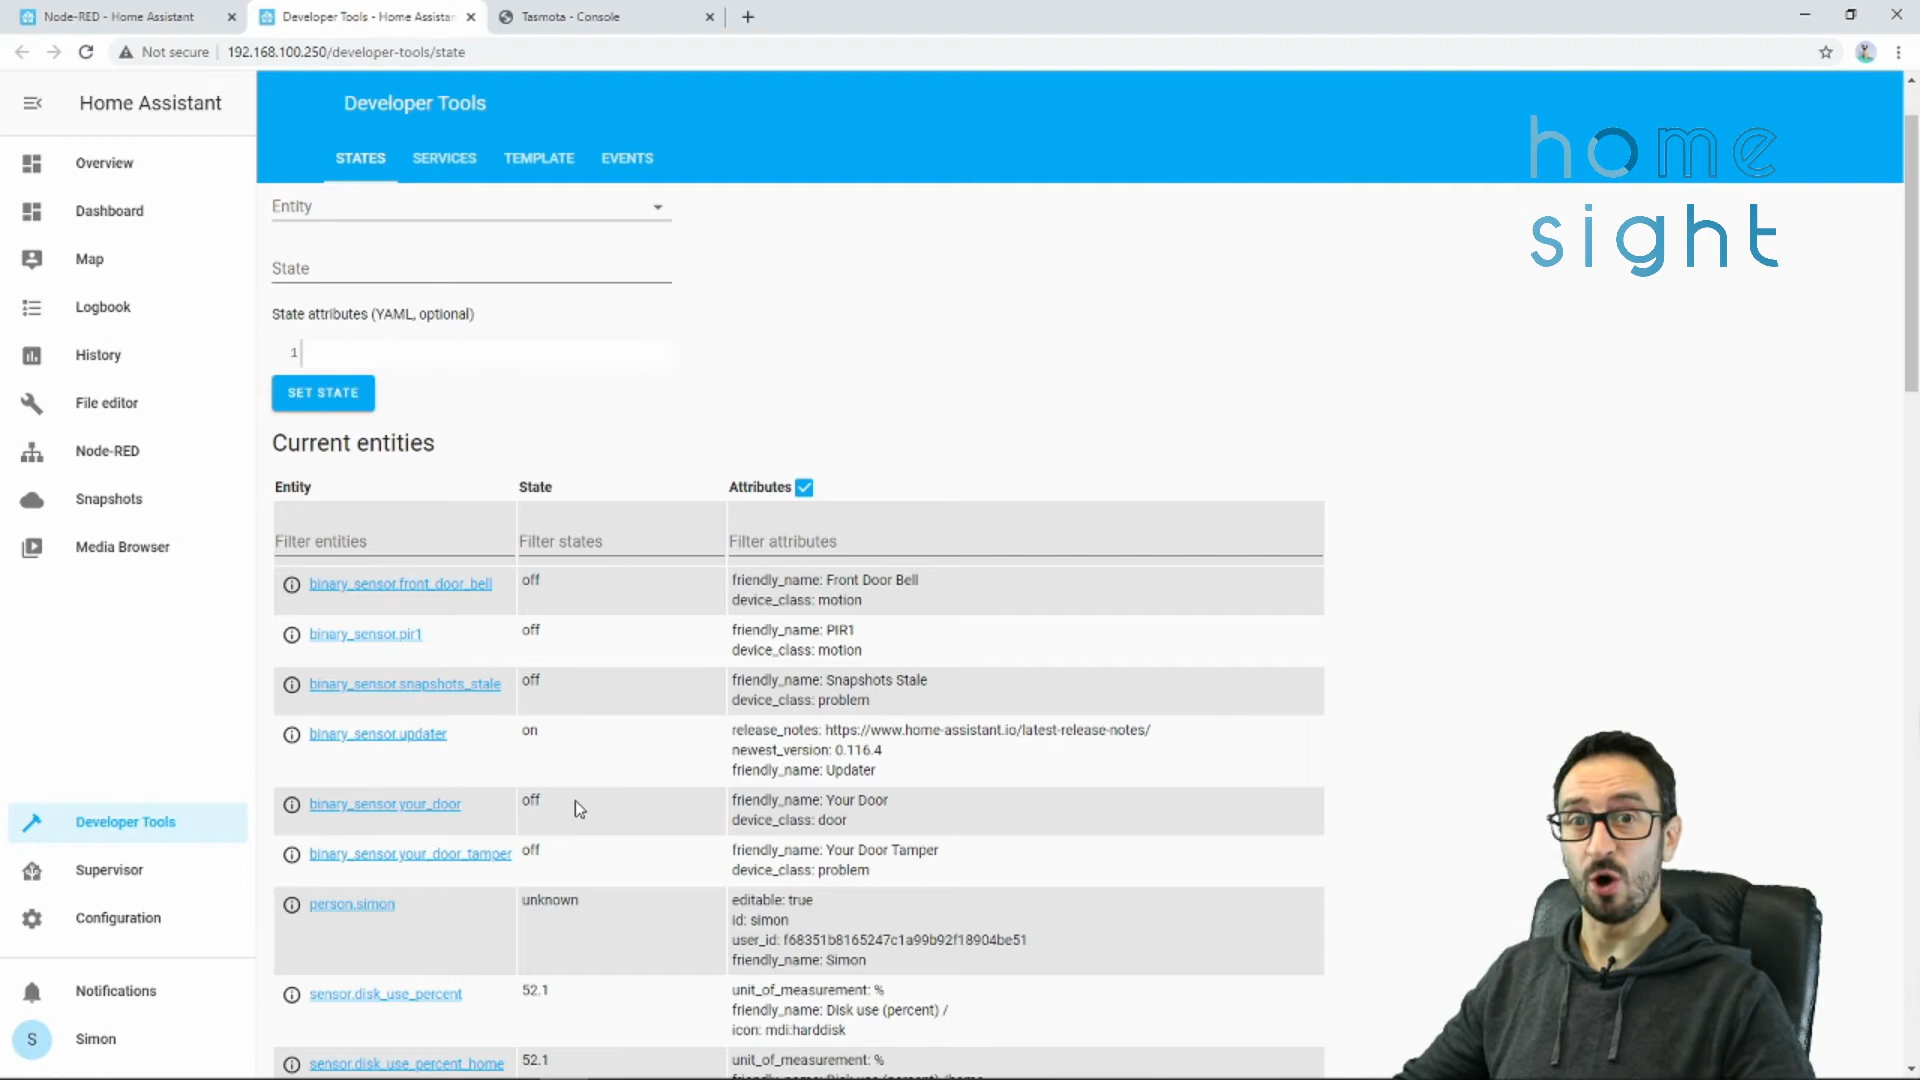 Node-RED - Home Assistant
Developer Tools - Home Assistan
Tasmota - Console
Not secure
192.168.100.250/developer-tools/state
Home Assistant
Overview
Dashboard
Map
Logbook
History
File editor
Node-RED
Snapshots
Media Browser
Developer Tools
Supervisor
Configuration
Notifications
S
Simon
Developer Tools
STATES SERVICES TEMPLATE EVENTS
home
sight
Entity
State
State attributes (YAML, optional)
1
SET STATE
Current entities
Entity State Attributes
Filter entities Filter states Filter attributes
binary_sensor.front_door_bell off friendly_name: Front Door Bell
device_class: motion
binary_sensor.pir1 off friendly_name: PIR1
device_class: motion
binary_sensor.snapshots_stale off friendly_name: Snapshots Stale
device_class: problem
binary_sensor.updater on release_notes: https://www.home-assistant.io/latest-release-notes/
newest_version: 0.116.4
friendly_name: Updater
binary_sensor.your_door off friendly_name: Your Door
device_class: door
binary_sensor.your_door_tamper off friendly_name: Your Door Tamper
device_class: problem
person.simon unknown editable: true
id: simon
user_id: f68351b8165247c1a99b92f18904be51
friendly_name: Simon
sensor.disk_use_percent 52.1 unit_of_measurement: %
friendly_name: Disk use (percent) /
icon: mdi:harddisk
sensor.disk_use_percent_home 52.1 unit_of_measurement: %